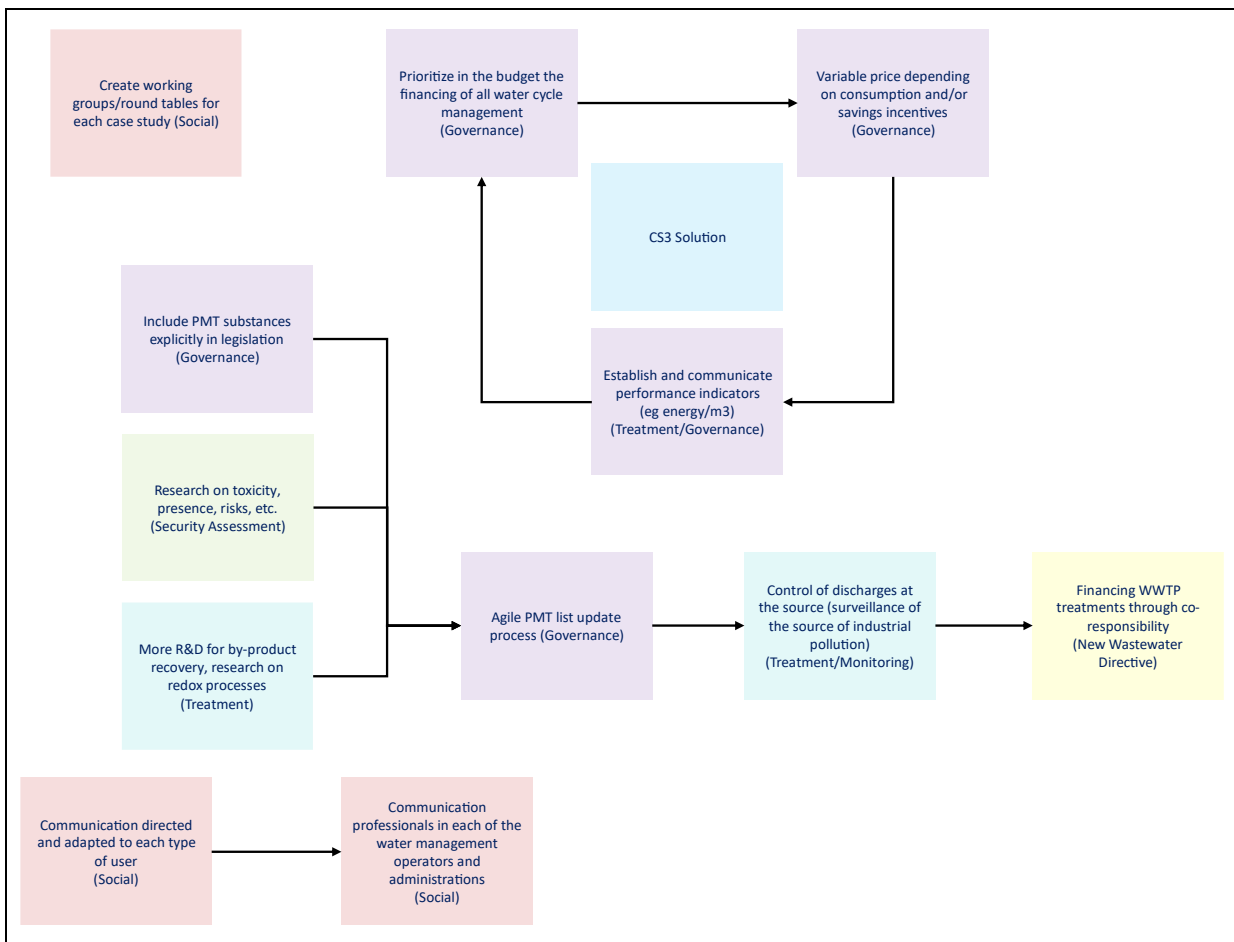 Create working
groups/round tables for
each case study (Social)
Prioritize in the budget the
financing of all water cycle
management
(Governance)
Variable price depending
on consumption and/or
savings incentives
(Governance)
CS3 Solution
Include PMT substances
explicitly in legislation
(Governance)
Establish and communicate
performance indicators
(eg energy/m3)
(Treatment/Governance)
Research on toxicity,
presence, risks, etc.
(Security Assessment)
More R&D for by-product
recovery, research on
redox processes
(Treatment)
Agile PMT list update
process (Governance)
Control of discharges at
the source (surveillance of
the source of industrial
pollution)
(Treatment/Monitoring)
Financing WWTP
treatments through co-
responsibility
(New Wastewater
Directive)
Communication directed
and adapted to each type
of user
(Social)
Communication
professionals in each of the
water management
operators and
administrations
(Social)